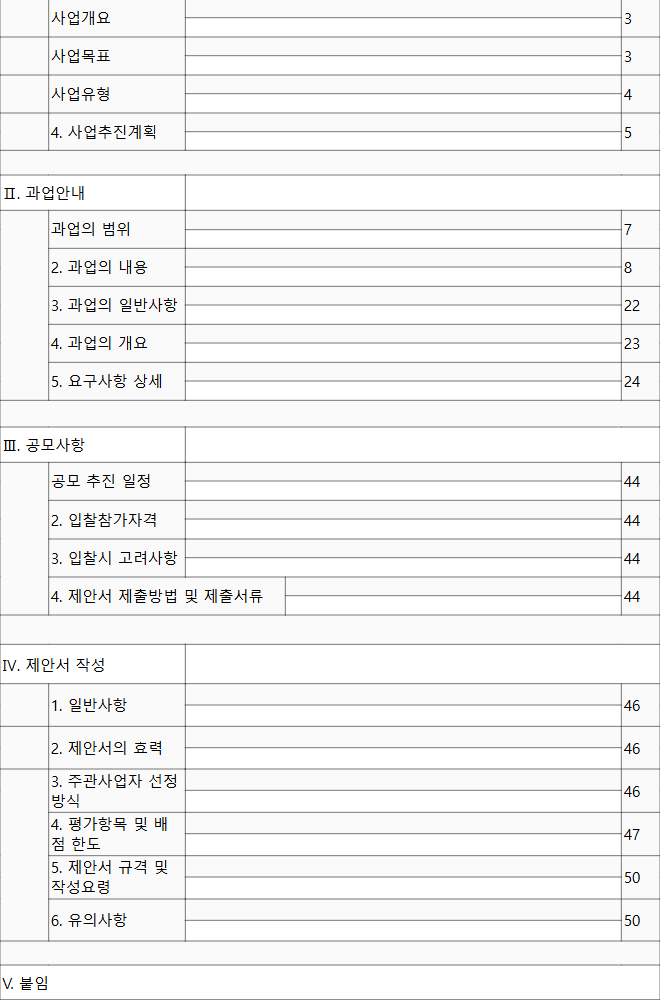 사업개요 3
사업목표 3
사업유형 4
4. 사업추진계획 5
Ⅱ. 과업안내
과업의 범위 7
2. 과업의 내용 8
3. 과업의 일반사항 22
4. 과업의 개요 23
5. 요구사항 상세 24
Ⅲ. 공모사항
공모 추진 일정 44
2. 입찰참가자격 44
3. 입찰시 고려사항 44
4. 제안서 제출방법 및 제출서류 44
Ⅳ. 제안서 작성
1. 일반사항 46
2. 제안서의 효력 46
3. 주관사업자 선정
방식 46
4. 평가항목 및 배
점 한도 47
5. 제안서 규격 및
작성요령 50
6. 유의사항 50
Ⅴ. 붙임